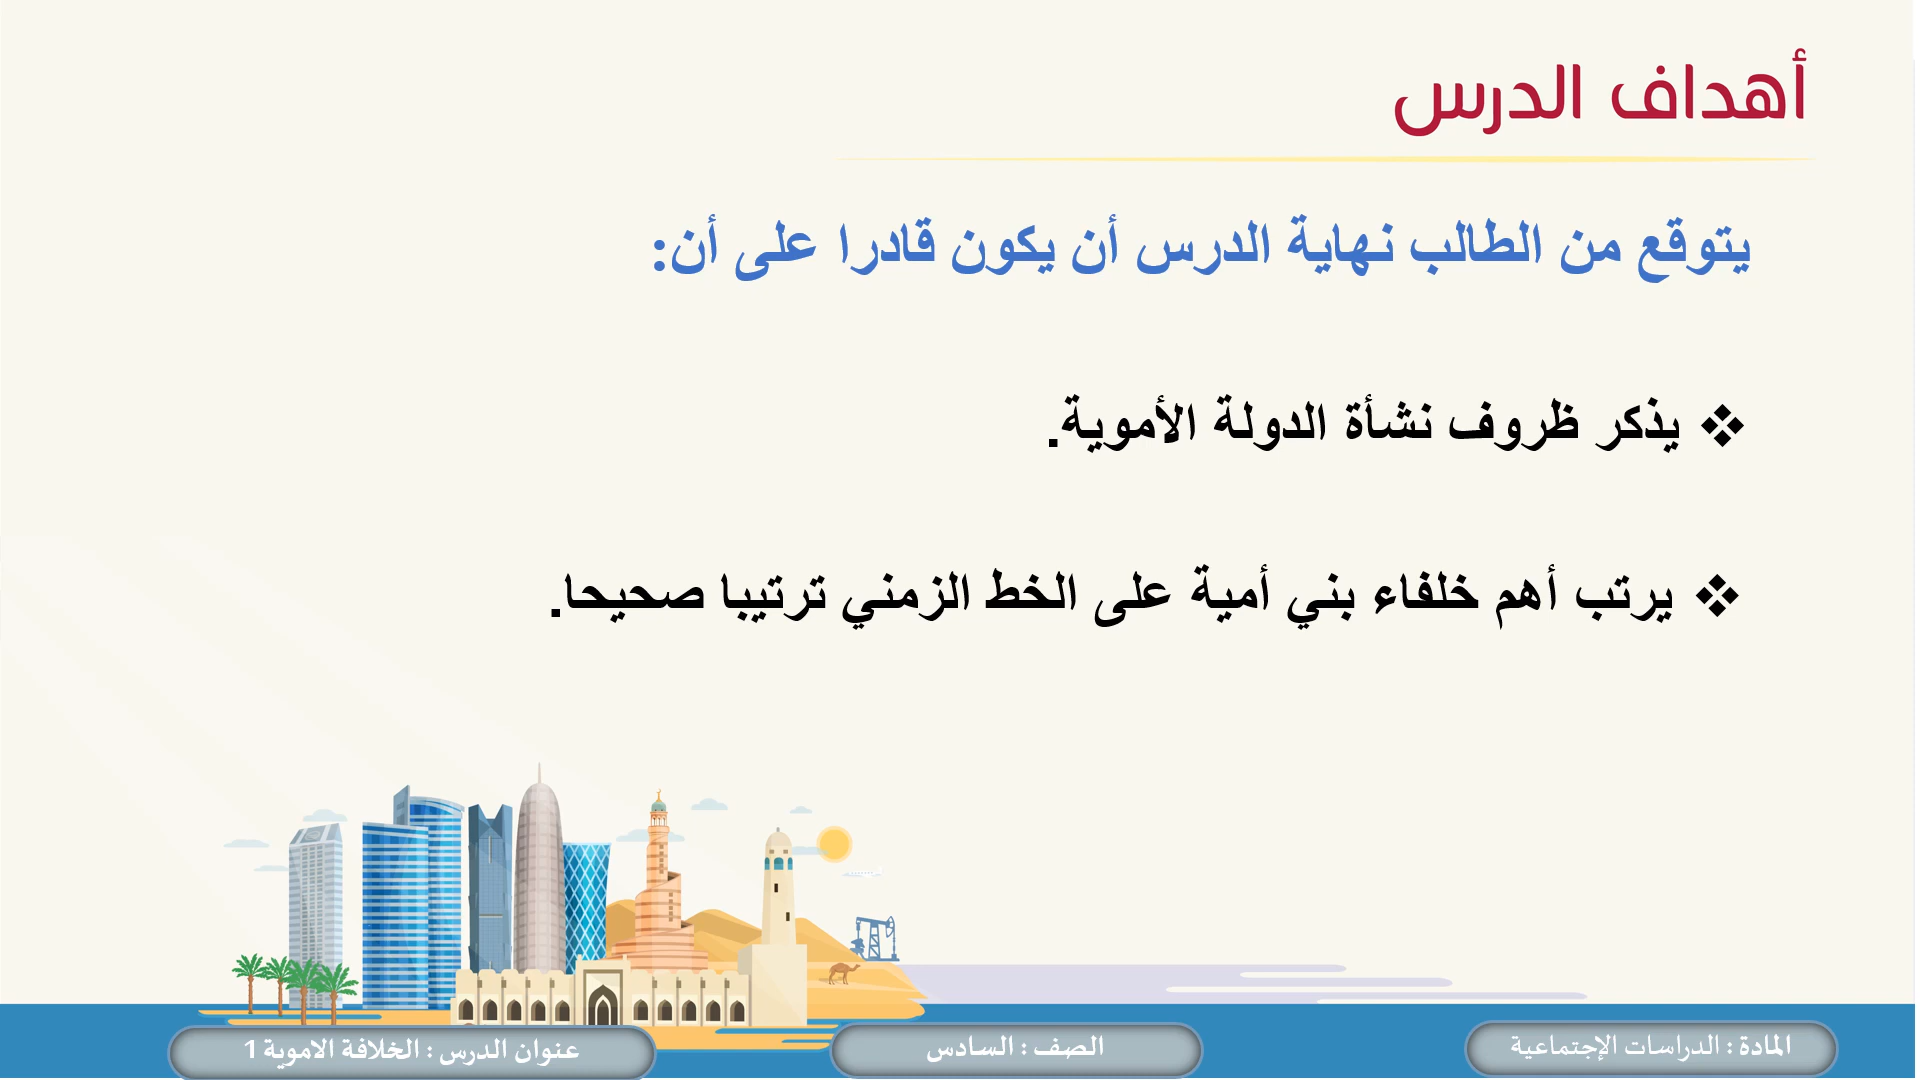 أهداف الدرس
يتوقع من الطالب نهاية الدرس أن يكون قادرا على أن:
❖ يذكر ظروف نشأة الدولة الأموية.
❖ يرتب أهم خلفاء بني أمية على الخط الزمني ترتيبا صحيحا.
المادة : الدراسات الإجتماعية
الصف : السادس
عنوان الدرس : الخلافة الاموية 1